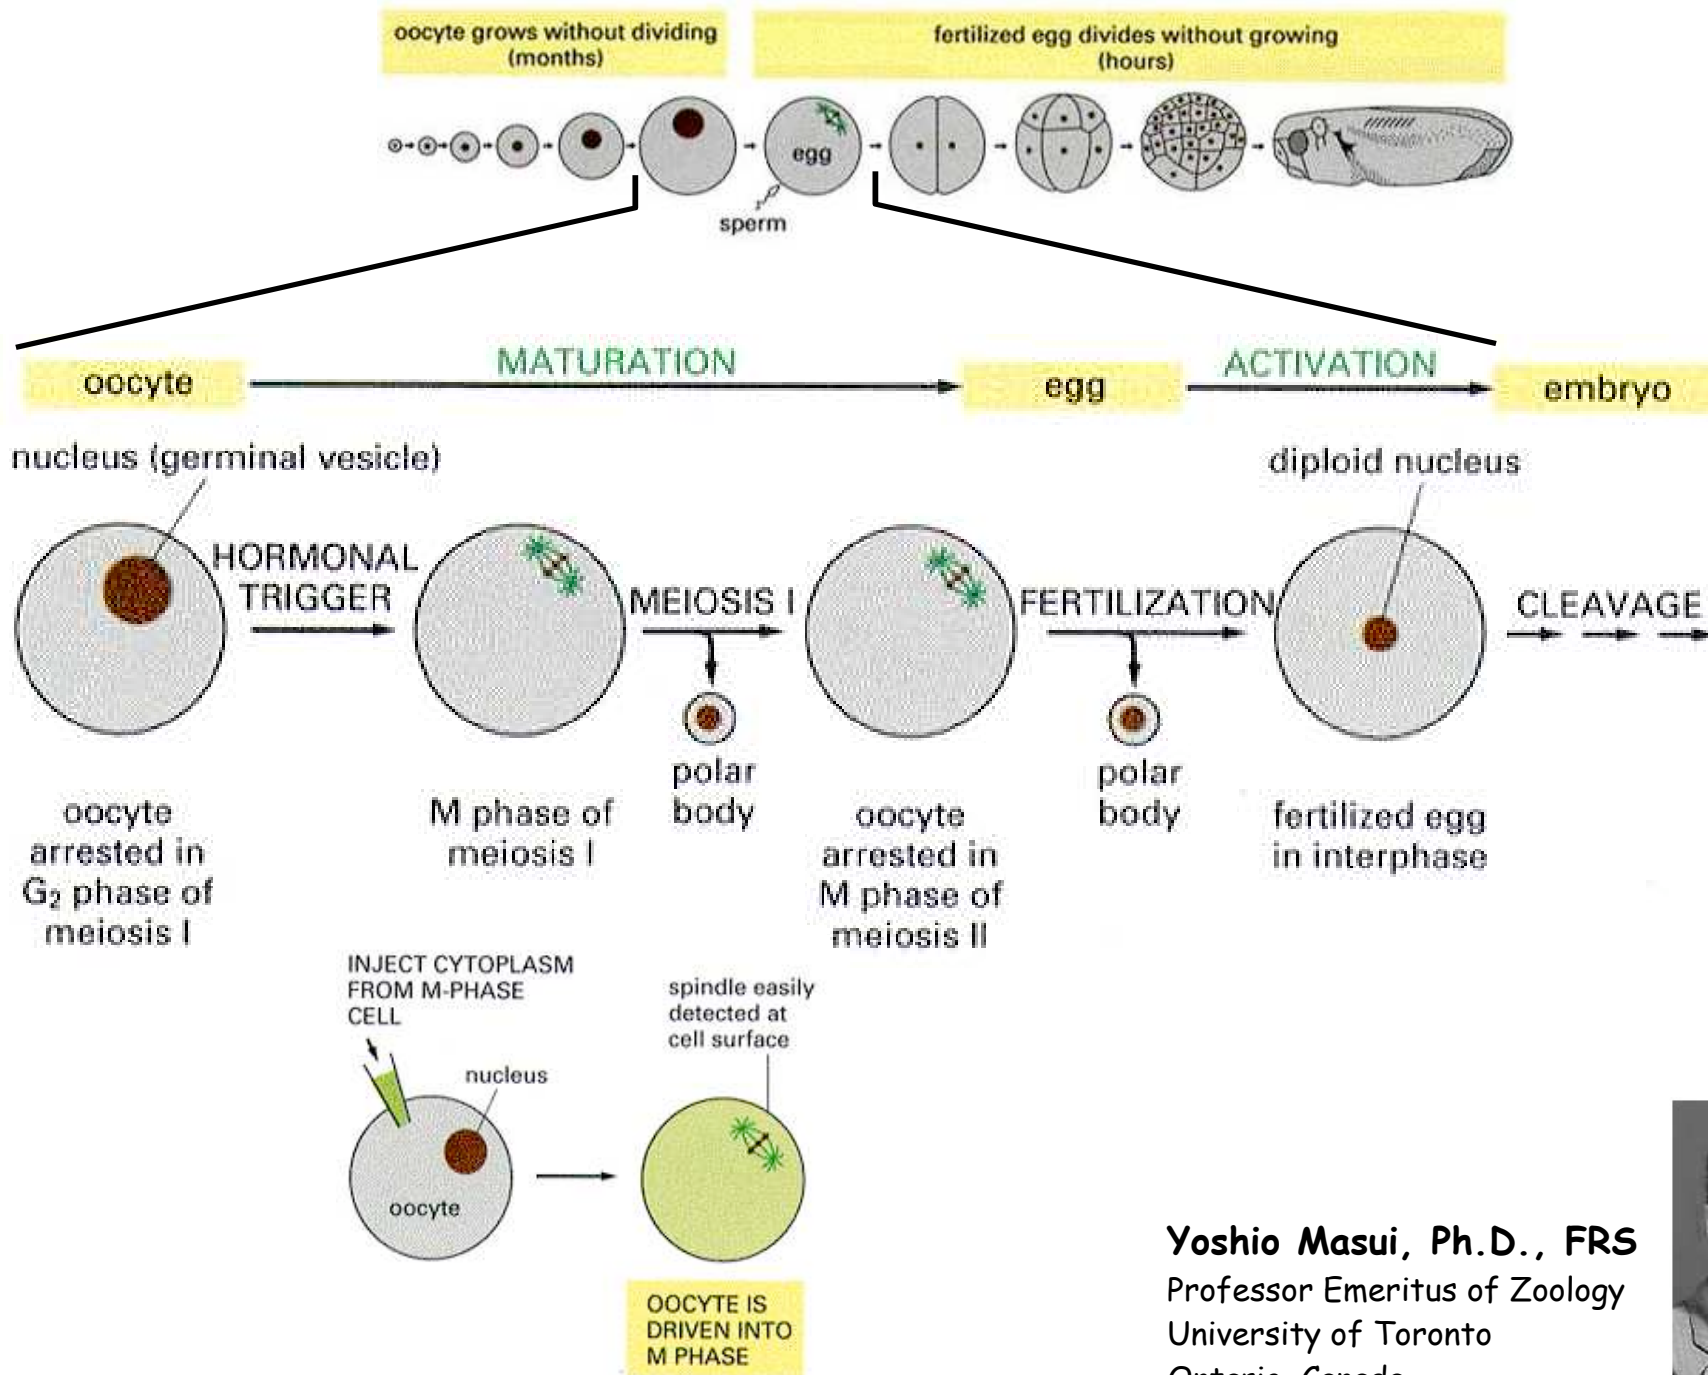 oocyte grows without dividing
(months)
fertilized egg divides without growing
(hours)
egg
sperm
MATURATION
ACTIVATION
oocyte
egg
embryo
nucleus (germinal vesicle)
diploid nucleus
HORMONAL
TRIGGER
MEIOSIS I
FERTILIZATION
CLEAVAGE
polar
body
polar
body
oocyte
arrested in
G₂ phase of
meiosis I
M phase of
meiosis I
oocyte
arrested in
M phase of
meiosis II
fertilized egg
in interphase
INJECT CYTOPLASM
FROM M-PHASE
CELL
spindle easily
detected at
cell surface
nucleus
oocyte
OOCYTE IS
DRIVEN INTO
M PHASE
Yoshio Masui, Ph.D., FRS
Professor Emeritus of Zoology
University of Toronto
Ontario, Canada